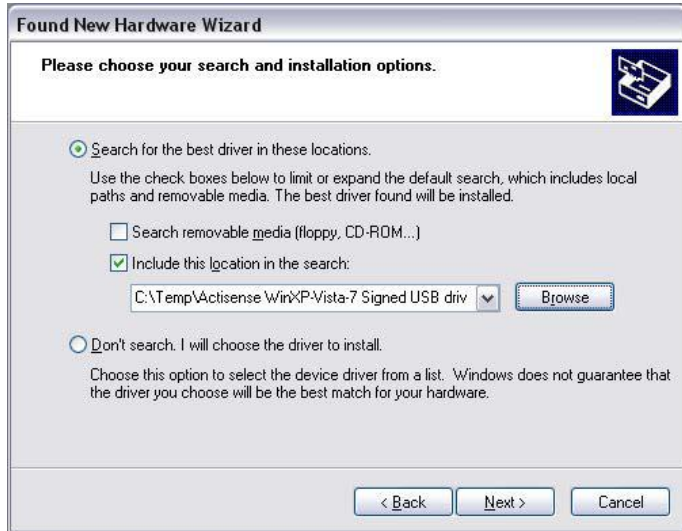 Found New Hardware Wizard
Please choose your search and installation options.
Search for the best driver in these locations.
Use the check boxes below to limit or expand the default search, which includes local
paths and removable media. The best driver found will be installed.
Search removable media (floppy, CD-ROM...)
Include this location in the search:
C:\Temp\Actisense WinXP-Vista-7 Signed USB driv
Browse
Don't search. I will choose the driver to install.
Choose this option to select the device driver from a list. Windows does not guarantee that
the driver you choose will be the best match for your hardware.
< Back
Next >
Cancel